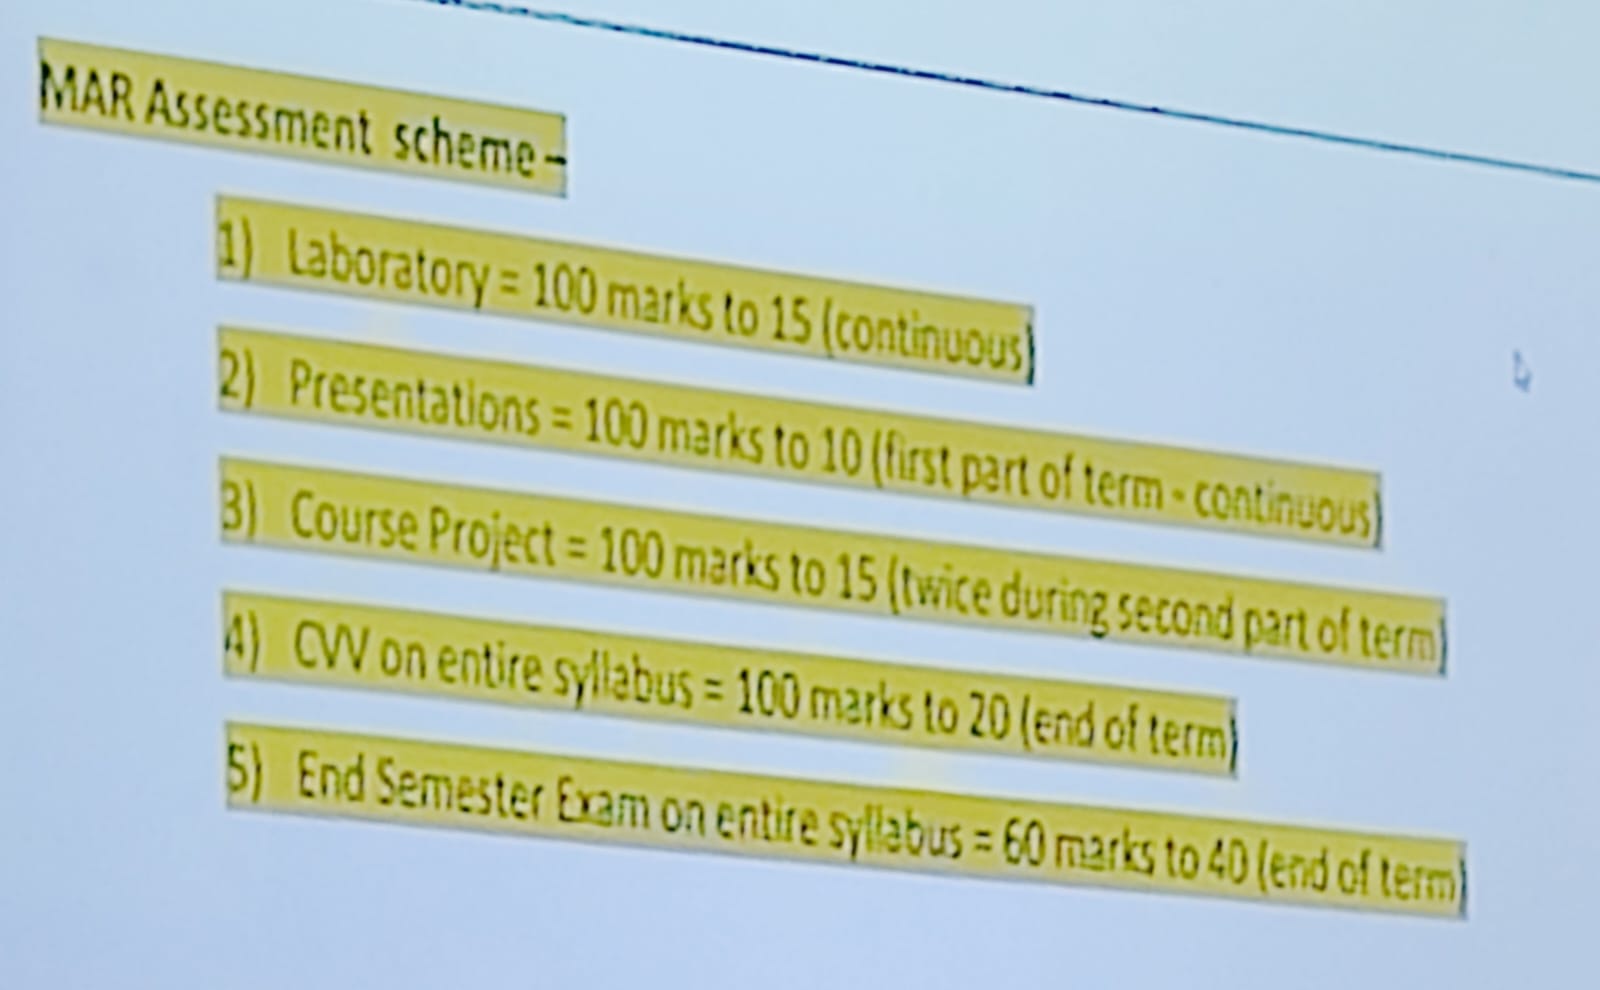 MAR Assessment scheme –
1) Laboratory = 100 marks to 15 (continuous)
2) Presentations = 100 marks to 10 (first part of term - continuous)
3) Course Project = 100 marks to 15 (twice during second part of term)
4) CVV on entire syllabus = 100 marks to 20 (end of term)
5) End Semester Exam on entire syllabus = 60 marks to 40 (end of term)